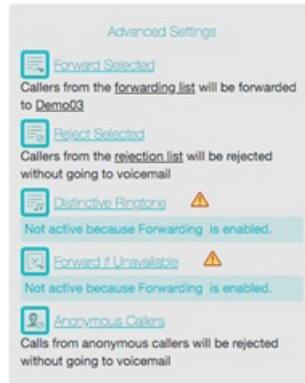 Advanced Settings
Forward Selected
Callers from the forwarding list will be forwarded
to Demo03
Reject Selected
Callers from the rejection list will be rejected
without going to voicemail
Distinctive Ringtone
Not active because Forwarding is enabled.
Forward if Unavailable
Not active because Forwarding is enabled.
Anonymous Callers
Calls from anonymous callers will be rejected
without going to voicemail